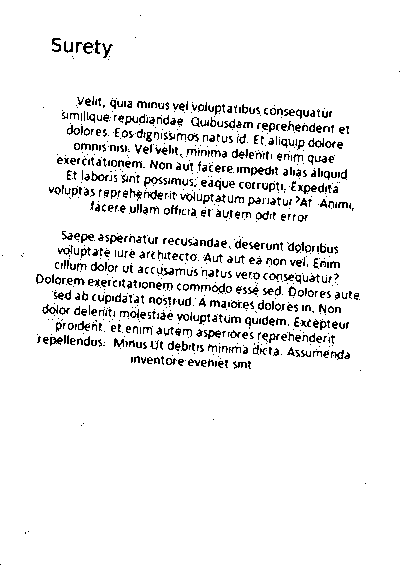 Surety
Velit, quia minus vel voluptatibus consequatur
similique repudiandae Quibusdam reprehenderit et
dolores. Eos dignissimos natus id. Et aliquip dolore
omnis nisi. Vel velit, minima deleniti enim quae
exercitationem. Non aut facere impedit alias aliquid
Et laboris sint possimus, eaque corrupti, Expedita
voluptas reprehenderit voluptatum pariatur? At Animi,
facere ullam officia et autem odit error
Saepe aspernatur recusandae, deserunt doloribus
voluptate iure architecto. Aut aut ea non vel. Enim
cillum dolor ut accusamus natus vero consequatur?
Dolorem exercitationem commodo esse sed. Dolores aute
sed ab cupidatat nostrud. A maiores dolores in. Non
dolor deleniti molestiae voluptatum quidem. Excepteur
proident, et enim autem asperiores reprehenderit
repellendus. Minus Ut debitis minima dicta. Assumenda
inventore eveniet sint